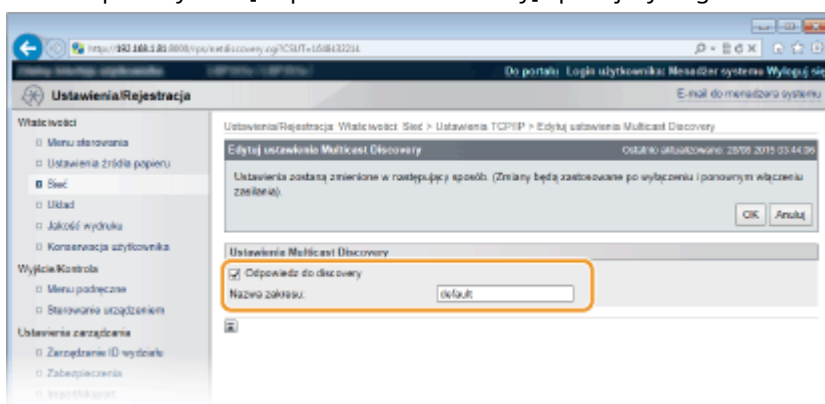 Do portalu Login użytkownika: Menedżer systemu Wyloguj się
Ustawienia/Rejestracja
E-mail do menedżera systemu
Właściwości
Menu sterowania
Ustawienia źródła papieru
Sieć
Układ
Jakość wydruku
Konserwacja użytkownika
Wyjście/Kontrola
Menu podręczne
Sterowanie urządzeniem
Ustawienia zarządzania
Zarządzanie ID wydziału
Zabezpieczenia
Ustawienia/Rejestracja: Właściwości: Sieć > Ustawienia TCP/IP > Edytuj ustawienia Multicast Discovery
Edytuj ustawienia Multicast Discovery
Ostatnio aktualizowane: 28/08 2015 03:44:06
Ustawienia zostaną zmienione w następujący sposób. (Zmiany będą zastosowane po wyłączeniu i ponownym włączeniu
zasilania).
OK Anuluj
Ustawienia Multicast Discovery
Odpowiedz do discovery
Nazwa zakresu: default